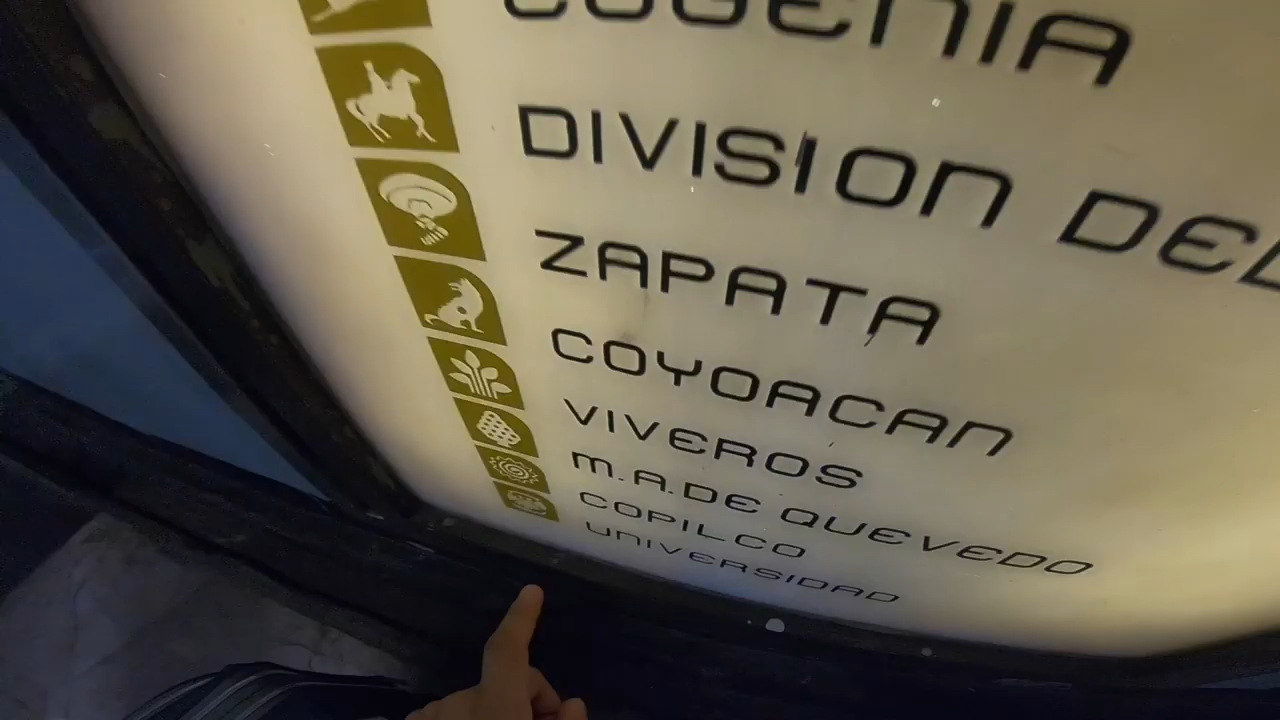 EUGENIA
DIVISION DEL
ZAPATA
COYOACAN
VIVEROS
M.A.DE QUEVEDO
COPILCO
UNIVERSIDAD